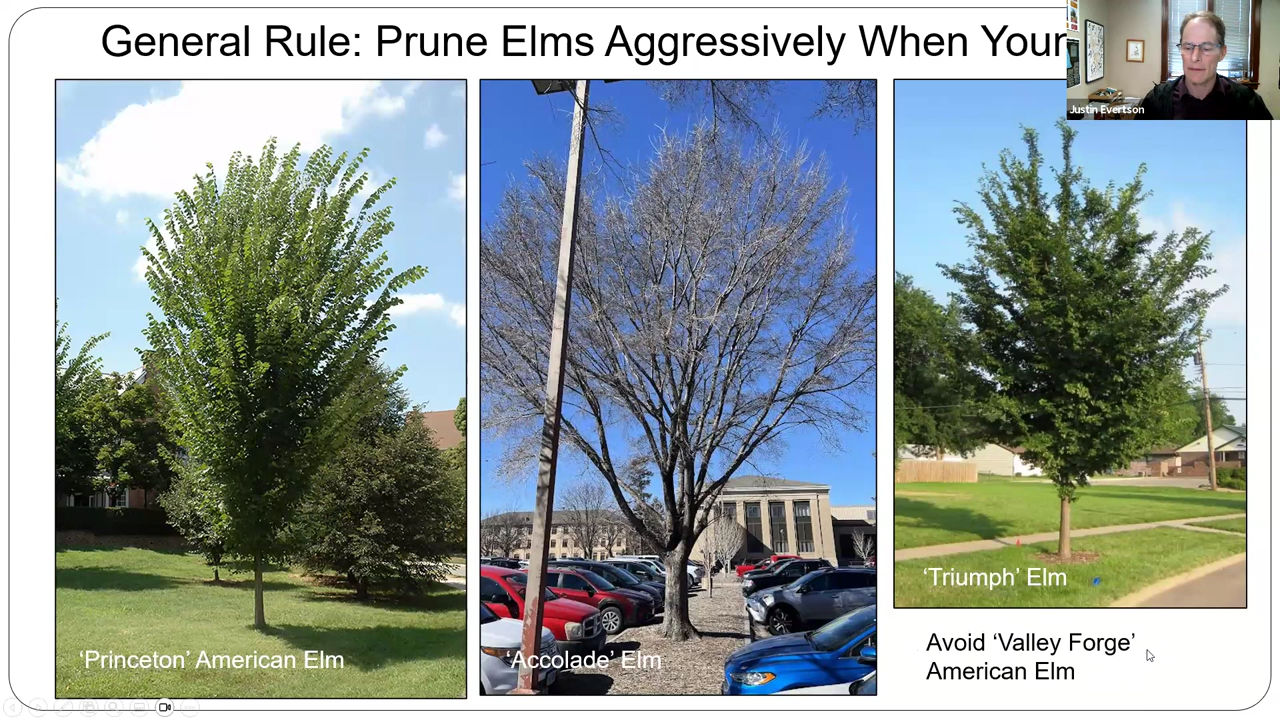 General Rule: Prune Elms Aggressively When
Justin Evertson
‘Princeton’ American Elm
‘Accolade’ Elm
‘Triumph’ Elm
Avoid ‘Valley Forge’
American Elm